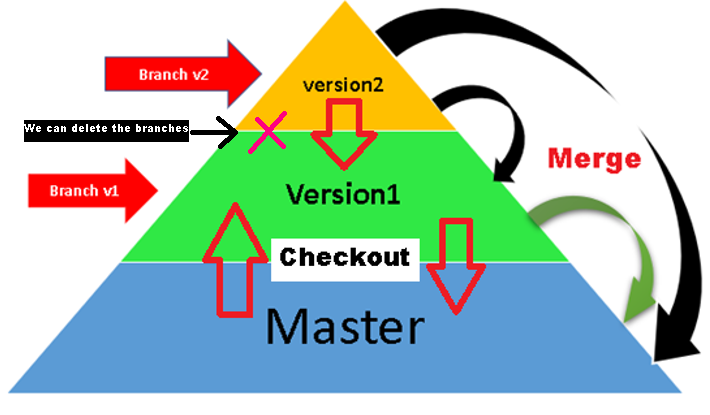 Branch v2
version2
We can delete the branches
Merge
Branch v1
Version1
Checkout
Master